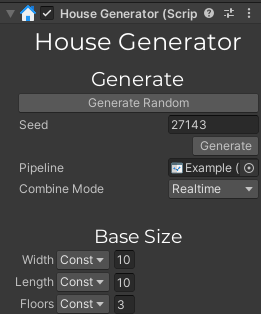 House Generator (Scrip
House Generator
Generate
Generate Random
Seed 27143
Generate
Pipeline Example (
Combine Mode Realtime
Base Size
Width Const 10
Length Const 10
Floors Const 3